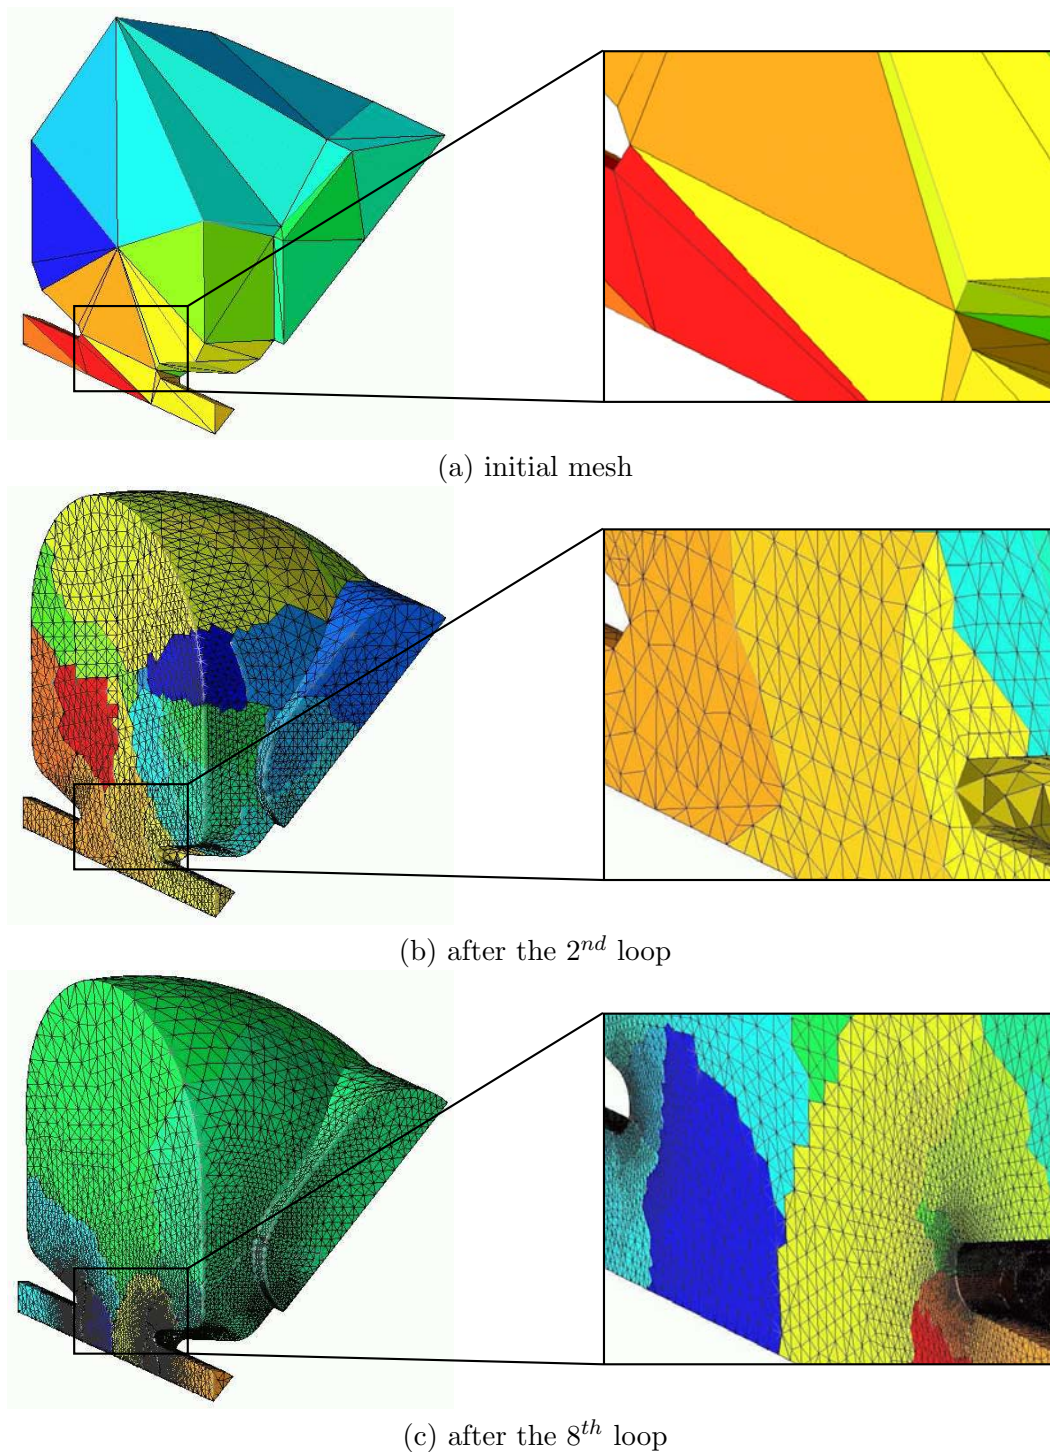 (a) initial mesh
(b) after the 2nd loop
(c) after the 8th loop